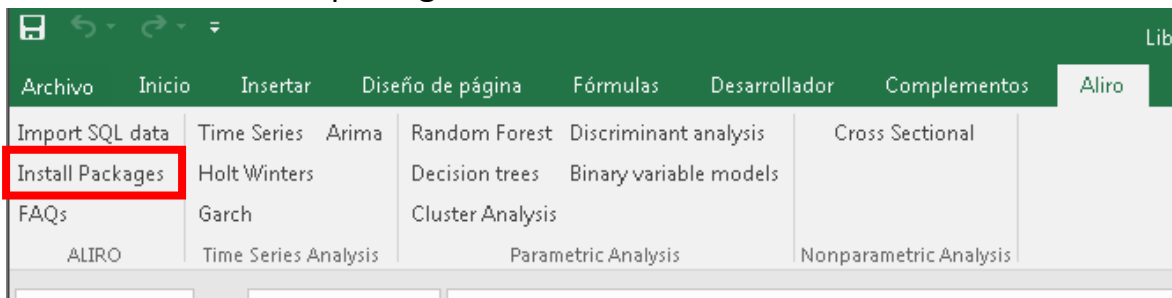 Lib
Archivo Inicio Insertar Diseño de página Fórmulas Desarrollador Complementos Aliro
Import SQL data Time Series Arima Random Forest Discriminant analysis Cross Sectional
Install Packages Holt Winters Decision trees Binary variable models
FAQs Garch Cluster Analysis
ALIRO Time Series Analysis Parametric Analysis Nonparametric Analysis